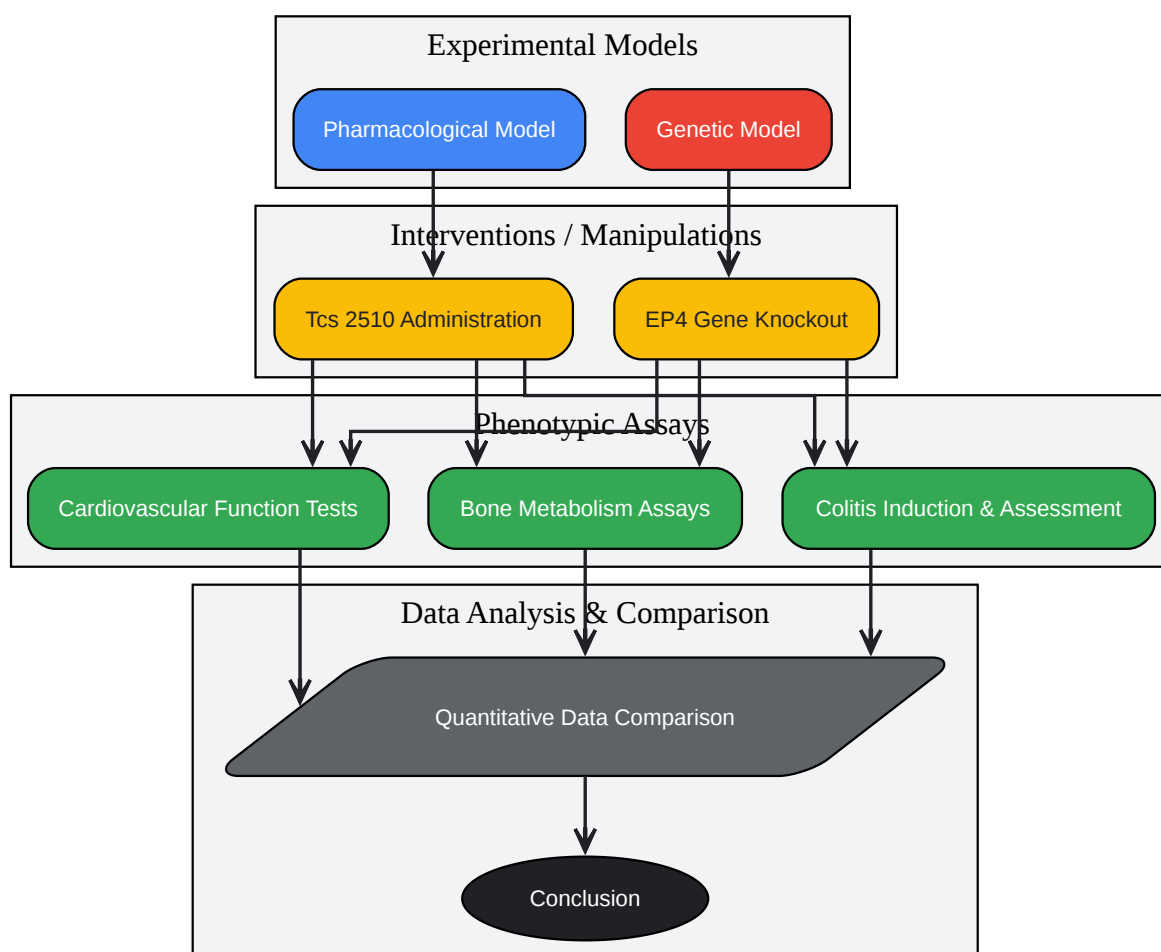 Experimental Models
Pharmacological Model
Genetic Model
Interventions / Manipulations
Tcs 2510 Administration
EP4 Gene Knockout
Phenotypic Assays
Cardiovascular Function Tests
Bone Metabolism Assays
Colitis Induction & Assessment
Data Analysis & Comparison
Quantitative Data Comparison
Conclusion